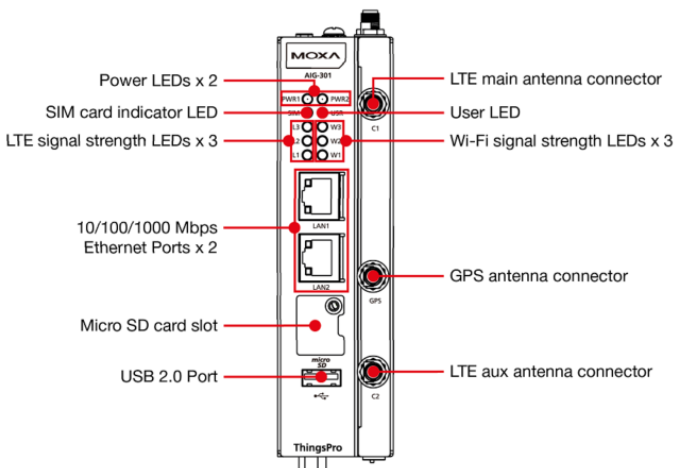 MOXA
AIG-301
Power LEDs x 2
PWR1
PWR2
LTE main antenna connector
SIM card indicator LED
SIM
USR
User LED
C1
LTE signal strength LEDs x 3
L3
L2
L1
W3
W2
W1
Wi-Fi signal strength LEDs x 3
LAN1
10/100/1000 Mbps
Ethernet Ports x 2
LAN2
GPS antenna connector
GPS
Micro SD card slot
micro
SD
USB 2.0 Port
LTE aux antenna connector
C2
ThingsPro